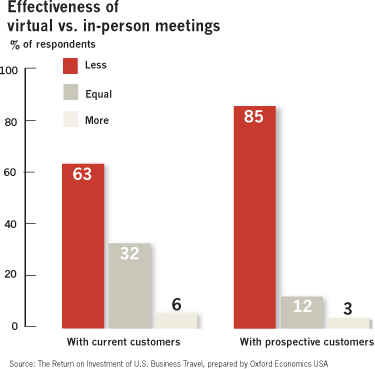 Effectiveness of
virtual vs. in-person meetings
% of respondents
100
80
60
40
20
0
Less
Equal
More
63
32
6
85
12
3
With current customers
With prospective customers
Source: The Return on Investment of U.S. Business Travel, prepared by Oxford Economics USA